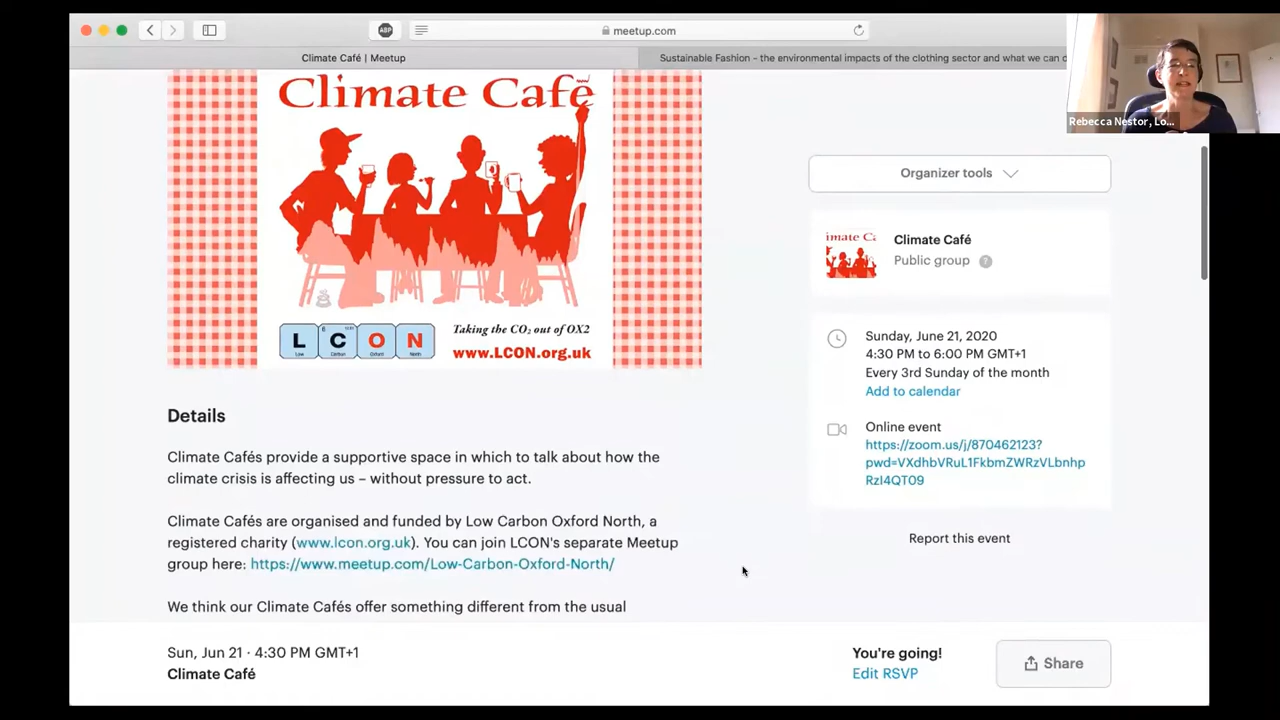 ABP
meetup.com
Climate Café | Meetup
Sustainable Fashion - the environmental impacts of the clothing sector and what we can d
Rebecca Nestor, Lo...
Climate Café
L C O N
Low Carbon Oxford North
Taking the CO2 out of OX2
www.LCON.org.uk
Organizer tools
Climate Café
Public group
?
Sunday, June 21, 2020
4:30 PM to 6:00 PM GMT+1
Every 3rd Sunday of the month
Add to calendar
Online event
https://zoom.us/j/870462123?
pwd=VXdhbVRuL1FkbmZWRzVLbnhp
RzI4QT09
Report this event
Details
Climate Cafés provide a supportive space in which to talk about how the
climate crisis is affecting us – without pressure to act.
Climate Cafés are organised and funded by Low Carbon Oxford North, a
registered charity (www.lcon.org.uk). You can join LCON's separate Meetup
group here: https://www.meetup.com/Low-Carbon-Oxford-North/
We think our Climate Cafés offer something different from the usual
Sun, Jun 21 · 4:30 PM GMT+1
Climate Café
You're going!
Edit RSVP
Share